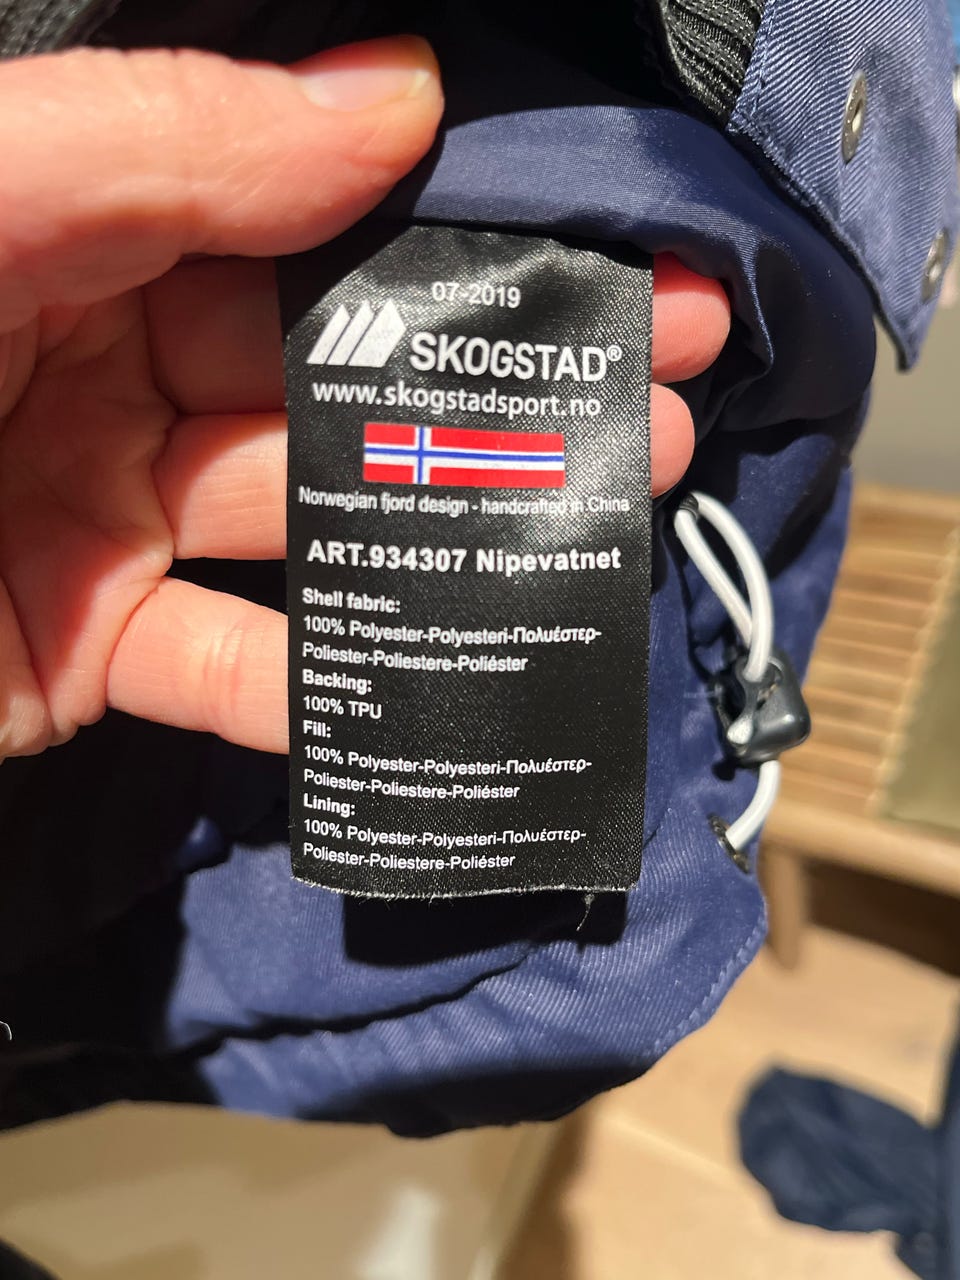 07-2019
SKOGSTAD®
www.skogstadsport.no
Norwegian fjord design - handcrafted in China
ART.934307 Nipevatnet
Shell fabric:
100% Polyester-Polyesteri-Πολυέστερ-
Poliester-Poliestere-Poliéster
Backing:
100% TPU
Fill:
100% Polyester-Polyesteri-Πολυέστερ-
Poliester-Poliestere-Poliéster
Lining:
100% Polyester-Polyesteri-Πολυέστερ-
Poliester-Poliestere-Poliéster